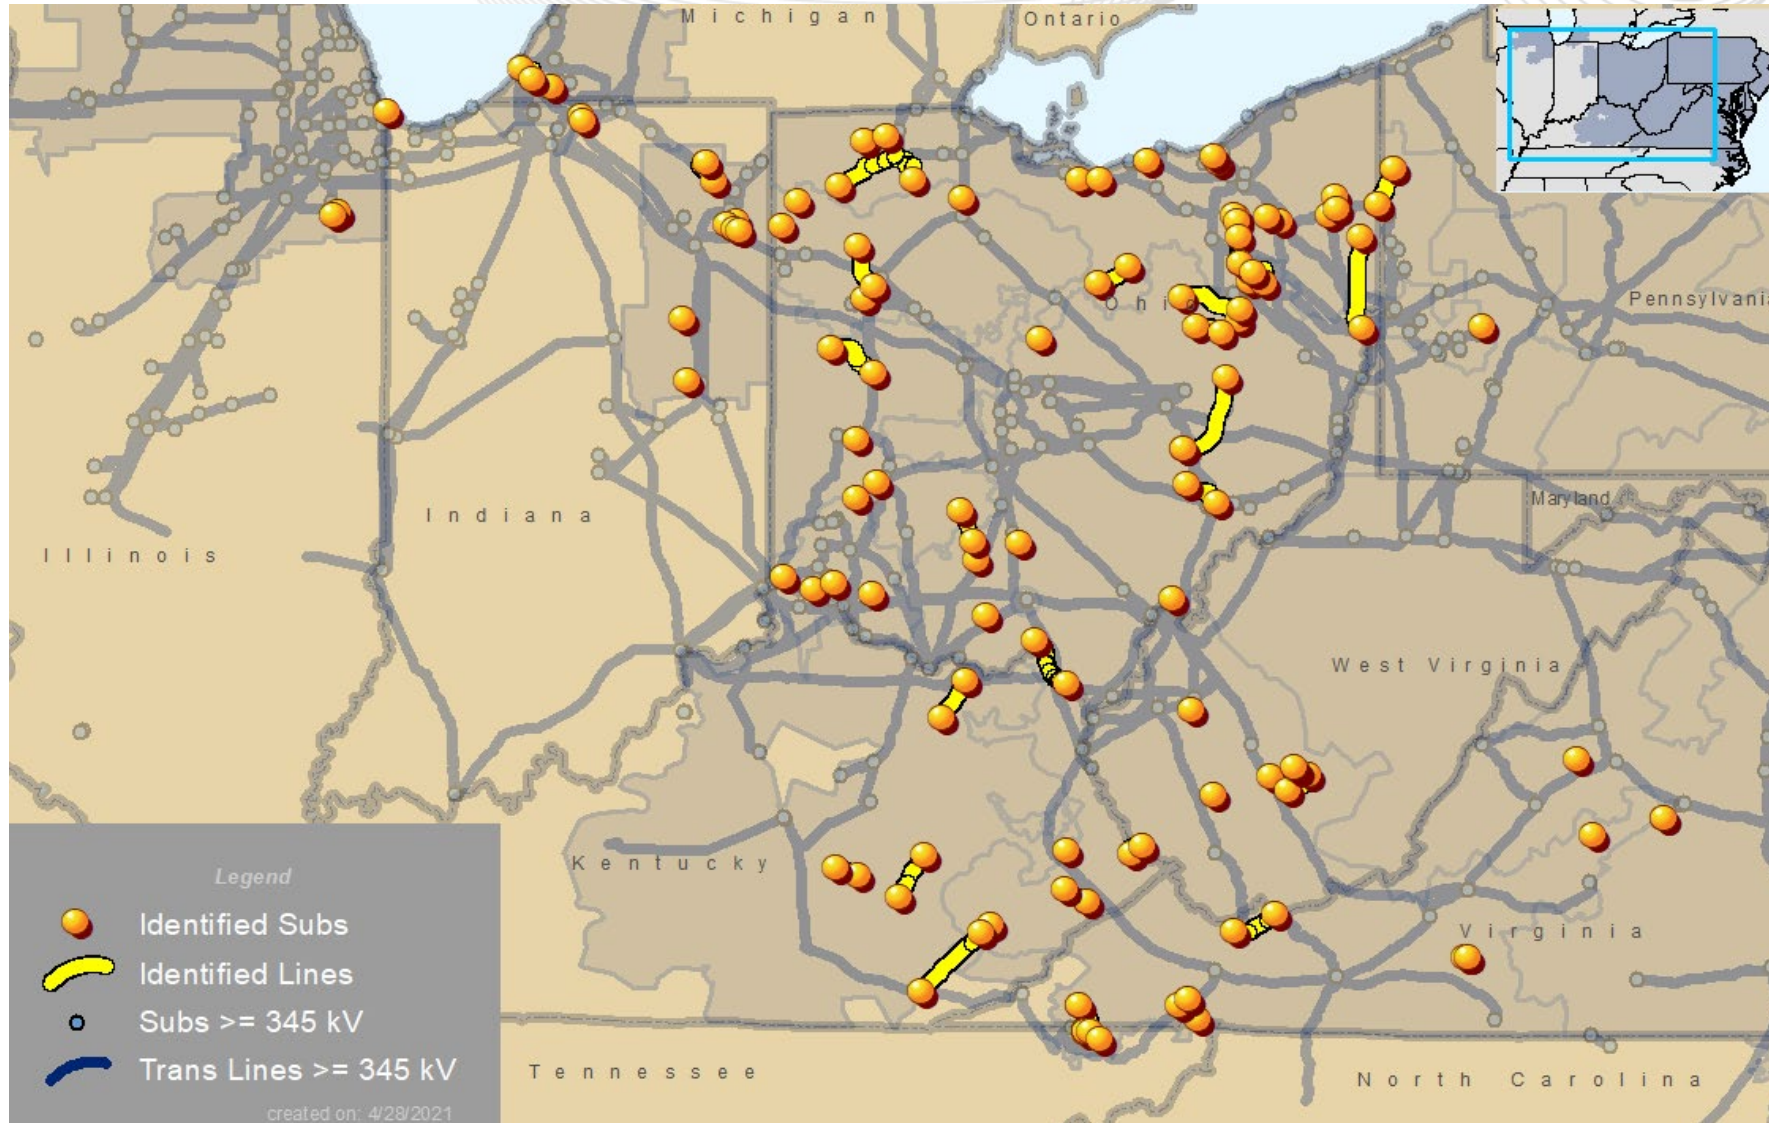 Michigan
Ontario
Ohio
Pennsylvania
Maryland
Indiana
Illinois
West Virginia
Kentucky
Virginia
Tennessee
North Carolina
Legend
Identified Subs
Identified Lines
Subs >= 345 kV
Trans Lines >= 345 kV
created on: 4/28/2021